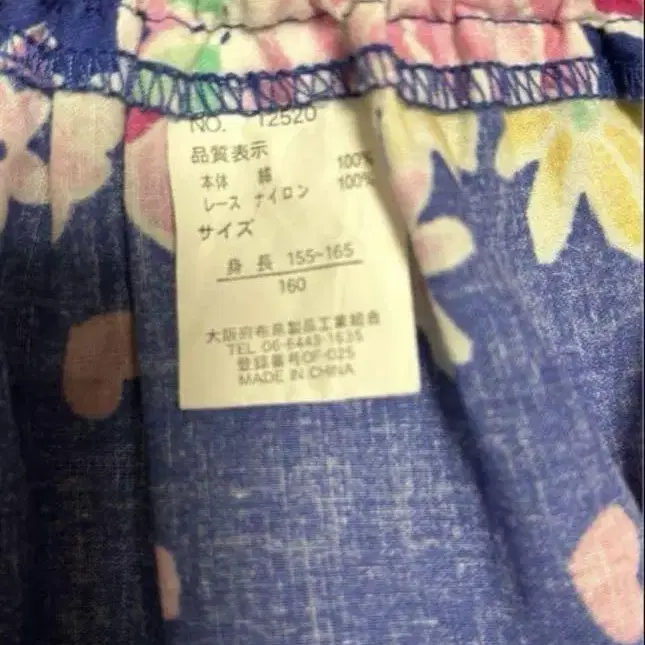 NO. 12520
品質表示
本体 綿 100%
レース ナイロン 100%
サイズ
身長 155~165
160
大阪府布帛製品工業組合
TEL 06-6449-1635
登録番号OF-025
MADE IN CHINA